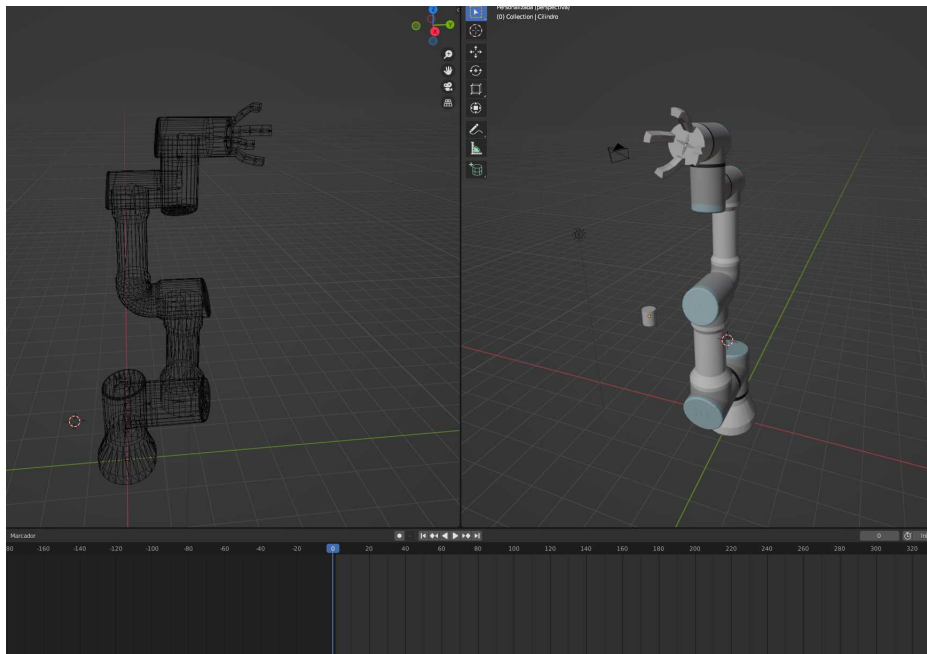 Personalizada (perspectiva)
(0) Collection | Cilindro
Z
Y
X
Marcador
0
80 -160 -140 -120 -100 -80 -60 -40 -20 0 20 40 60 80 100 120 140 160 180 200 220 240 260 280 300 320